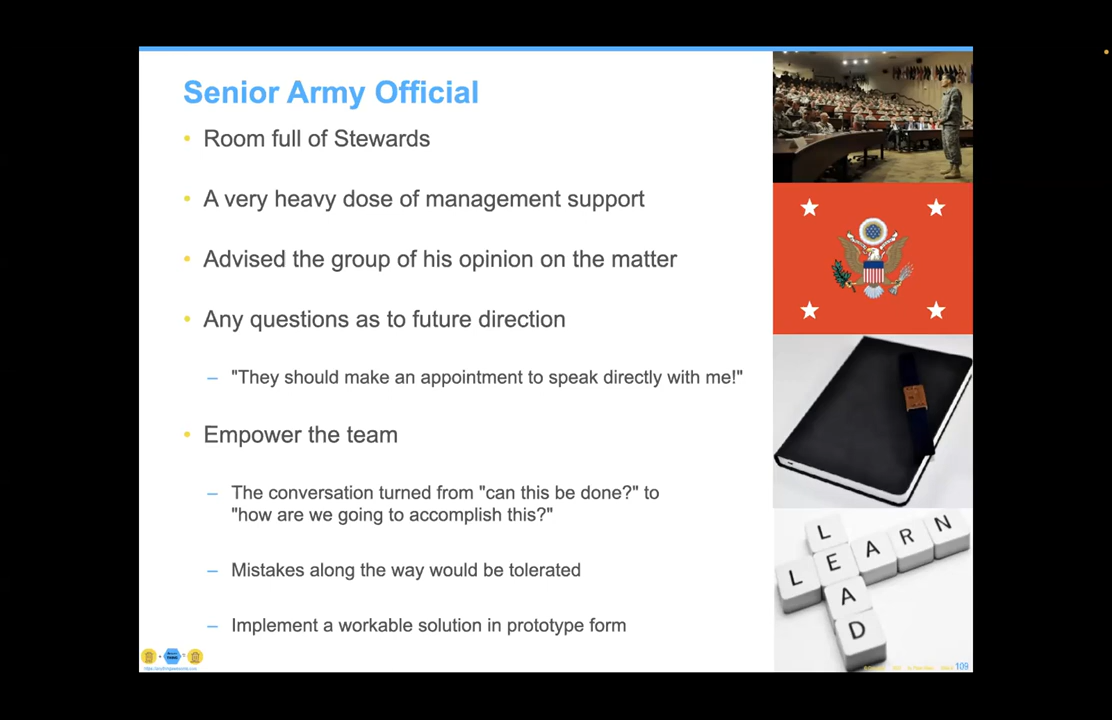 Senior Army Official
• Room full of Stewards
• A very heavy dose of management support
• Advised the group of his opinion on the matter
• Any questions as to future direction
– "They should make an appointment to speak directly with me!"
• Empower the team
– The conversation turned from "can this be done?" to
"how are we going to accomplish this?"
– Mistakes along the way would be tolerated
– Implement a workable solution in prototype form
LEARN
LEAD
109